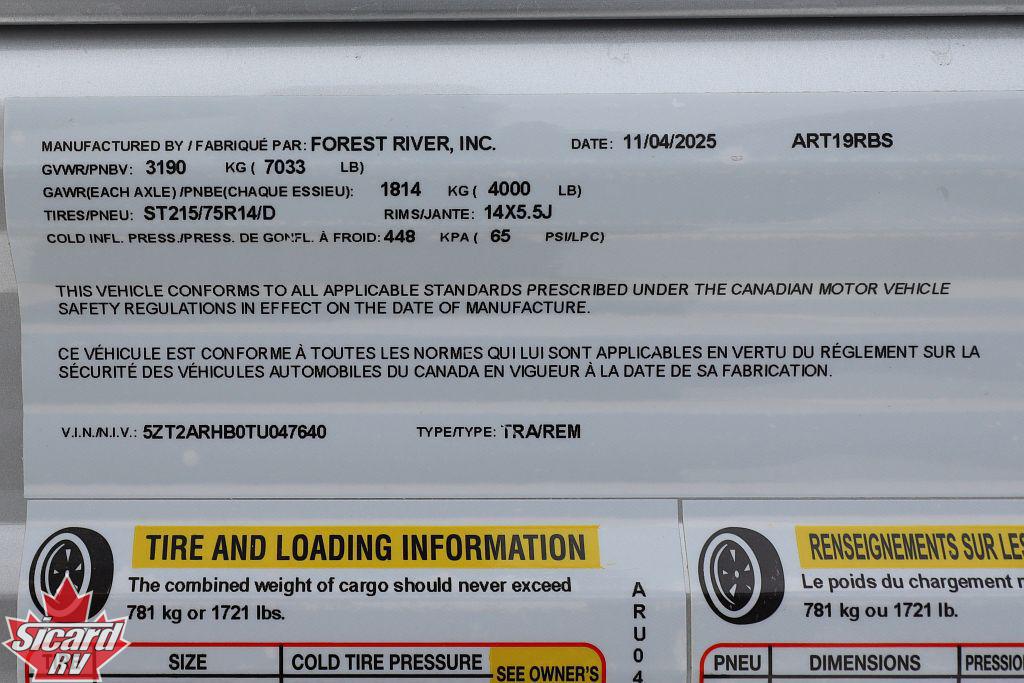 MANUFACTURED BY / FABRIQUÉ PAR: FOREST RIVER, INC. DATE: 11/04/2025 ART19RBS
GVWR/PNBV: 3190 KG ( 7033 LB)
GAWR(EACH AXLE) /PNBE(CHAQUE ESSIEU): 1814 KG ( 4000 LB)
TIRES/PNEU: ST215/75R14/D RIMS/JANTE: 14X5.5J
COLD INFL. PRESS./PRESS. DE GONFL. À FROID: 448 KPA ( 65 PSI/LPC)
THIS VEHICLE CONFORMS TO ALL APPLICABLE STANDARDS PRESCRIBED UNDER THE CANADIAN MOTOR VEHICLE
SAFETY REGULATIONS IN EFFECT ON THE DATE OF MANUFACTURE.
CE VÉHICULE EST CONFORME À TOUTES LES NORMES QUI LUI SONT APPLICABLES EN VERTU DU RÉGLEMENT SUR LA
SÉCURITÉ DES VÉHICULES AUTOMOBILES DU CANADA EN VIGUEUR À LA DATE DE SA FABRICATION.
V.I.N./N.I.V.: 5ZT2ARHB0TU047640 TYPE/TYPE: TRA/REM
TIRE AND LOADING INFORMATION
The combined weight of cargo should never exceed
781 kg or 1721 lbs.
SIZE COLD TIRE PRESSURE SEE OWNER'S
ARU04
RENSEIGNEMENTS SUR LES
Le poids du chargement
781 kg ou 1721 lb.
PNEU DIMENSIONS PRESSION
Sicard
RV